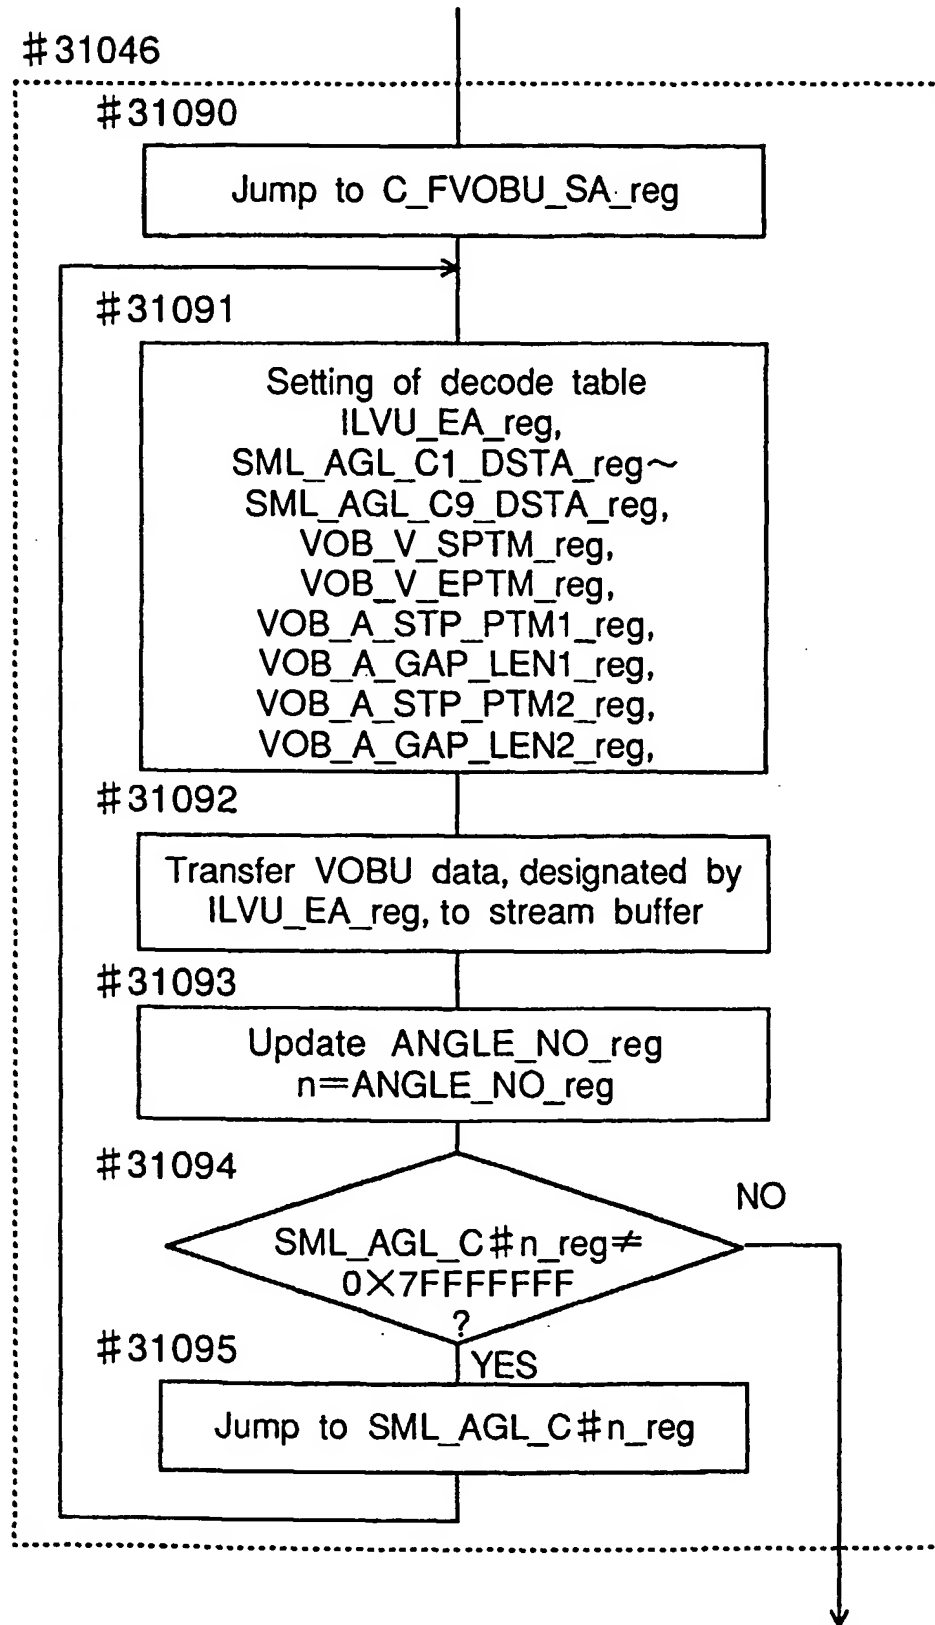 #31046
#31090
Jump to C_FVOBU_SA_reg
#31091
Setting of decode table
ILVU_EA_reg,
SML_AGL_C1_DSTA_reg~
SML_AGL_C9_DSTA_reg,
VOB_V_SPTM_reg,
VOB_V_EPTM_reg,
VOB_A_STP_PTM1_reg,
VOB_A_GAP_LEN1_reg,
VOB_A_STP_PTM2_reg,
VOB_A_GAP_LEN2_reg,
#31092
Transfer VOBU data, designated by
ILVU_EA_reg, to stream buffer
#31093
Update ANGLE_NO_reg
n=ANGLE_NO_reg
#31094
NO
SML_AGL_C#n_reg≠
0X7FFFFFFF
?
#31095
YES
Jump to SML_AGL_C#n_reg